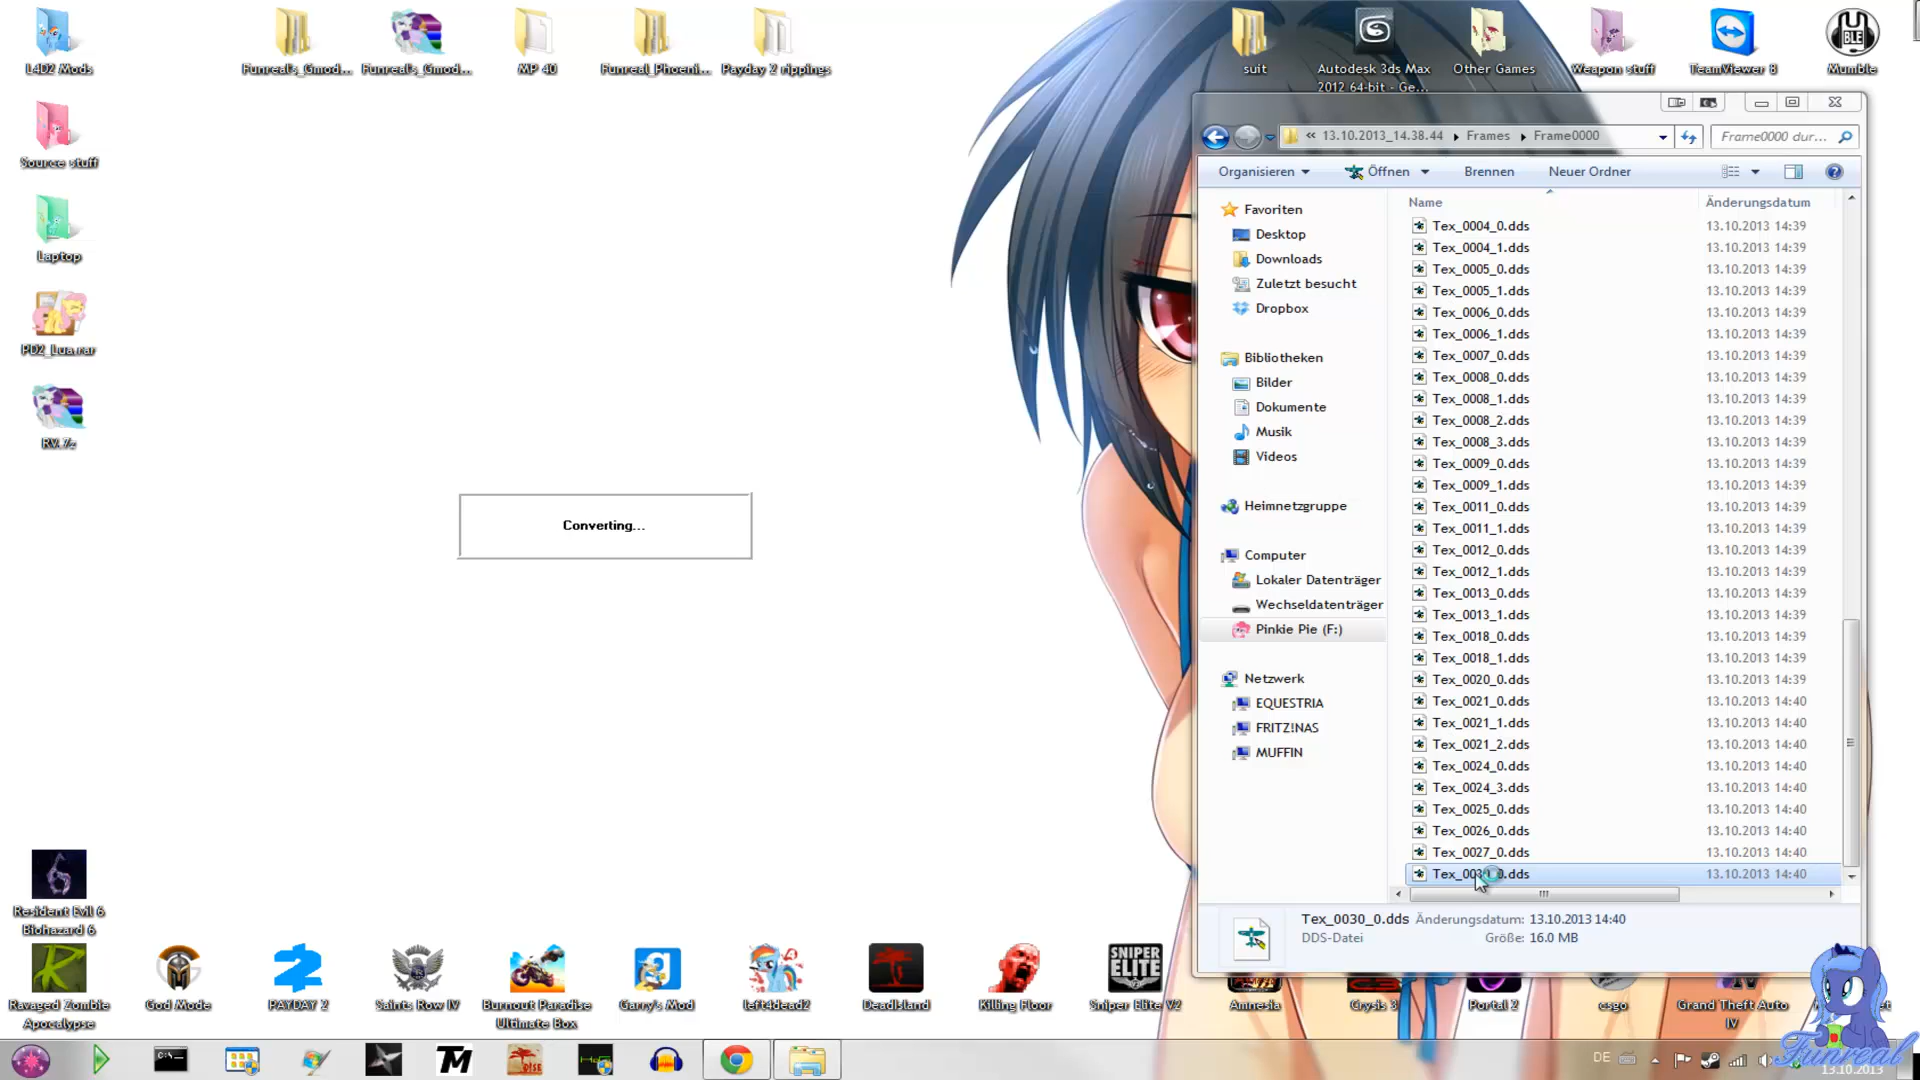 L4D2 Mods
Funreal's_Gmod...
Funreal's_Gmod...
MP 40
Funreal_Phoeni...
Payday 2 rippings
suit
Autodesk 3ds Max
2012 64-bit - Ge...
Other Games
Weapon stuff
TeamViewer 8
Mumble
Source stuff
Laptop
PD2_Lua.rar
RV.7z
Converting...
« 13.10.2013_14.38.44 ▸ Frames ▸ Frame0000
Frame0000 dur...
Organisieren
Öffnen
Brennen
Neuer Ordner
Favoriten
Desktop
Downloads
Zuletzt besucht
Dropbox
Bibliotheken
Bilder
Dokumente
Musik
Videos
Heimnetzgruppe
Computer
Lokaler Datenträger
Wechseldatenträger
Pinkie Pie (F:)
Netzwerk
EQUESTRIA
FRITZ!NAS
MUFFIN
Name Änderungsdatum
Tex_0004_0.dds 13.10.2013 14:39
Tex_0004_1.dds 13.10.2013 14:39
Tex_0005_0.dds 13.10.2013 14:39
Tex_0005_1.dds 13.10.2013 14:39
Tex_0006_0.dds 13.10.2013 14:39
Tex_0006_1.dds 13.10.2013 14:39
Tex_0007_0.dds 13.10.2013 14:39
Tex_0008_0.dds 13.10.2013 14:39
Tex_0008_1.dds 13.10.2013 14:39
Tex_0008_2.dds 13.10.2013 14:39
Tex_0008_3.dds 13.10.2013 14:39
Tex_0009_0.dds 13.10.2013 14:39
Tex_0009_1.dds 13.10.2013 14:39
Tex_0011_0.dds 13.10.2013 14:39
Tex_0011_1.dds 13.10.2013 14:39
Tex_0012_0.dds 13.10.2013 14:39
Tex_0012_1.dds 13.10.2013 14:39
Tex_0013_0.dds 13.10.2013 14:39
Tex_0013_1.dds 13.10.2013 14:39
Tex_0018_0.dds 13.10.2013 14:39
Tex_0018_1.dds 13.10.2013 14:39
Tex_0020_0.dds 13.10.2013 14:39
Tex_0021_0.dds 13.10.2013 14:40
Tex_0021_1.dds 13.10.2013 14:40
Tex_0021_2.dds 13.10.2013 14:40
Tex_0024_0.dds 13.10.2013 14:40
Tex_0024_3.dds 13.10.2013 14:40
Tex_0025_0.dds 13.10.2013 14:40
Tex_0026_0.dds 13.10.2013 14:40
Tex_0027_0.dds 13.10.2013 14:40
Tex_0030_0.dds 13.10.2013 14:40
Tex_0030_0.dds Änderungsdatum: 13.10.2013 14:40
DDS-Datei Größe: 16.0 MB
Resident Evil 6
Biohazard 6
Ravaged Zombie
Apocalypse
God Mode
PAYDAY 2
Saints Row IV
Burnout Paradise
Ultimate Box
Garry's Mod
left4dead2
DeadIsland
Killing Floor
SNIPER
ELITE
Sniper Elite V2
Amnesia
Crysis 3
Portal 2
csgo
Grand Theft Auto
IV
DE
Funreal
13.10.2013